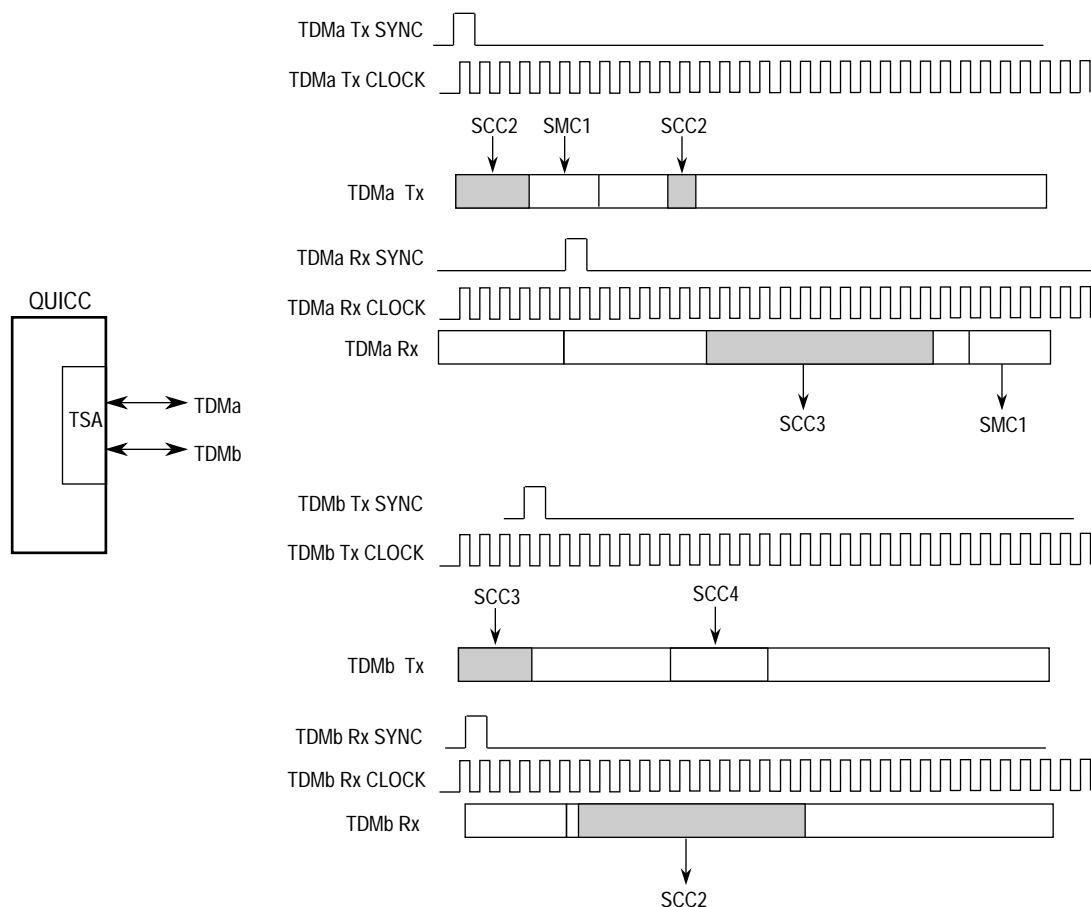 TDMa Tx SYNC
TDMa Tx CLOCK
SCC2 SMC1 SCC2
TDMa Tx
TDMa Rx SYNC
QUICC
TDMa Rx CLOCK
TDMa Rx
TSA
TDMa
SCC3 SMC1
TDMb
TDMb Tx SYNC
TDMb Tx CLOCK
SCC3 SCC4
TDMb Tx
TDMb Rx SYNC
TDMb Rx CLOCK
TDMb Rx
SCC2